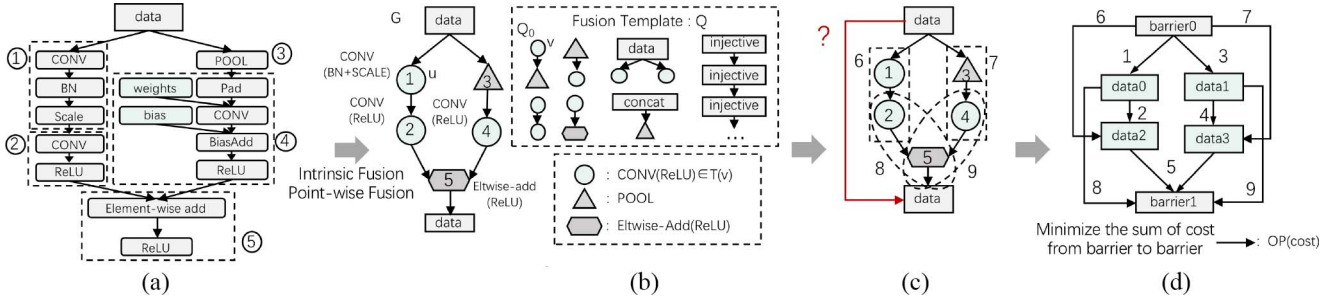 data
①
CONV
BN
Scale
②
CONV
ReLU
POOL
③
weights
Pad
bias
CONV
BiasAdd
④
ReLU
Element-wise add
ReLU
⑤
(a)
Intrinsic Fusion
Point-wise Fusion
G
data
CONV
(BN+SCALE)
1
u
3
CONV
(ReLU)
CONV
(ReLU)
2
4
5
Eltwise-add
(ReLU)
data
Fusion Template : Q
Q0
v
data
concat
injective
injective
injective
...
: CONV(ReLU)∈T(v)
: POOL
: Eltwise-Add(ReLU)
(b)
?
data
6
7
1
3
2
4
5
8
9
data
(c)
6
barrier0
7
1
3
data0
data1
2
4
data2
data3
5
8
9
barrier1
Minimize the sum of cost
from barrier to barrier
: OP(cost)
(d)